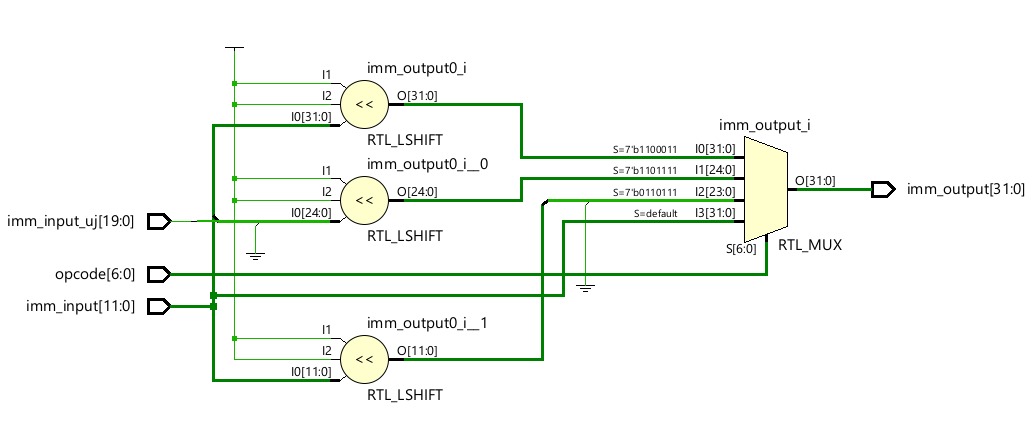 imm_output0_i
I1
I2
I0[31:0]
<<
O[31:0]
RTL_LSHIFT
imm_output0_i__0
I1
I2
I0[24:0]
<<
O[24:0]
RTL_LSHIFT
imm_output_i
S=7'b1100011
I0[31:0]
S=7'b1101111
I1[24:0]
S=7'b0110111
I2[23:0]
S=default
I3[31:0]
O[31:0]
S[6:0]
RTL_MUX
imm_output[31:0]
imm_input_uj[19:0]
opcode[6:0]
imm_input[11:0]
imm_output0_i__1
I1
I2
I0[11:0]
<<
O[11:0]
RTL_LSHIFT